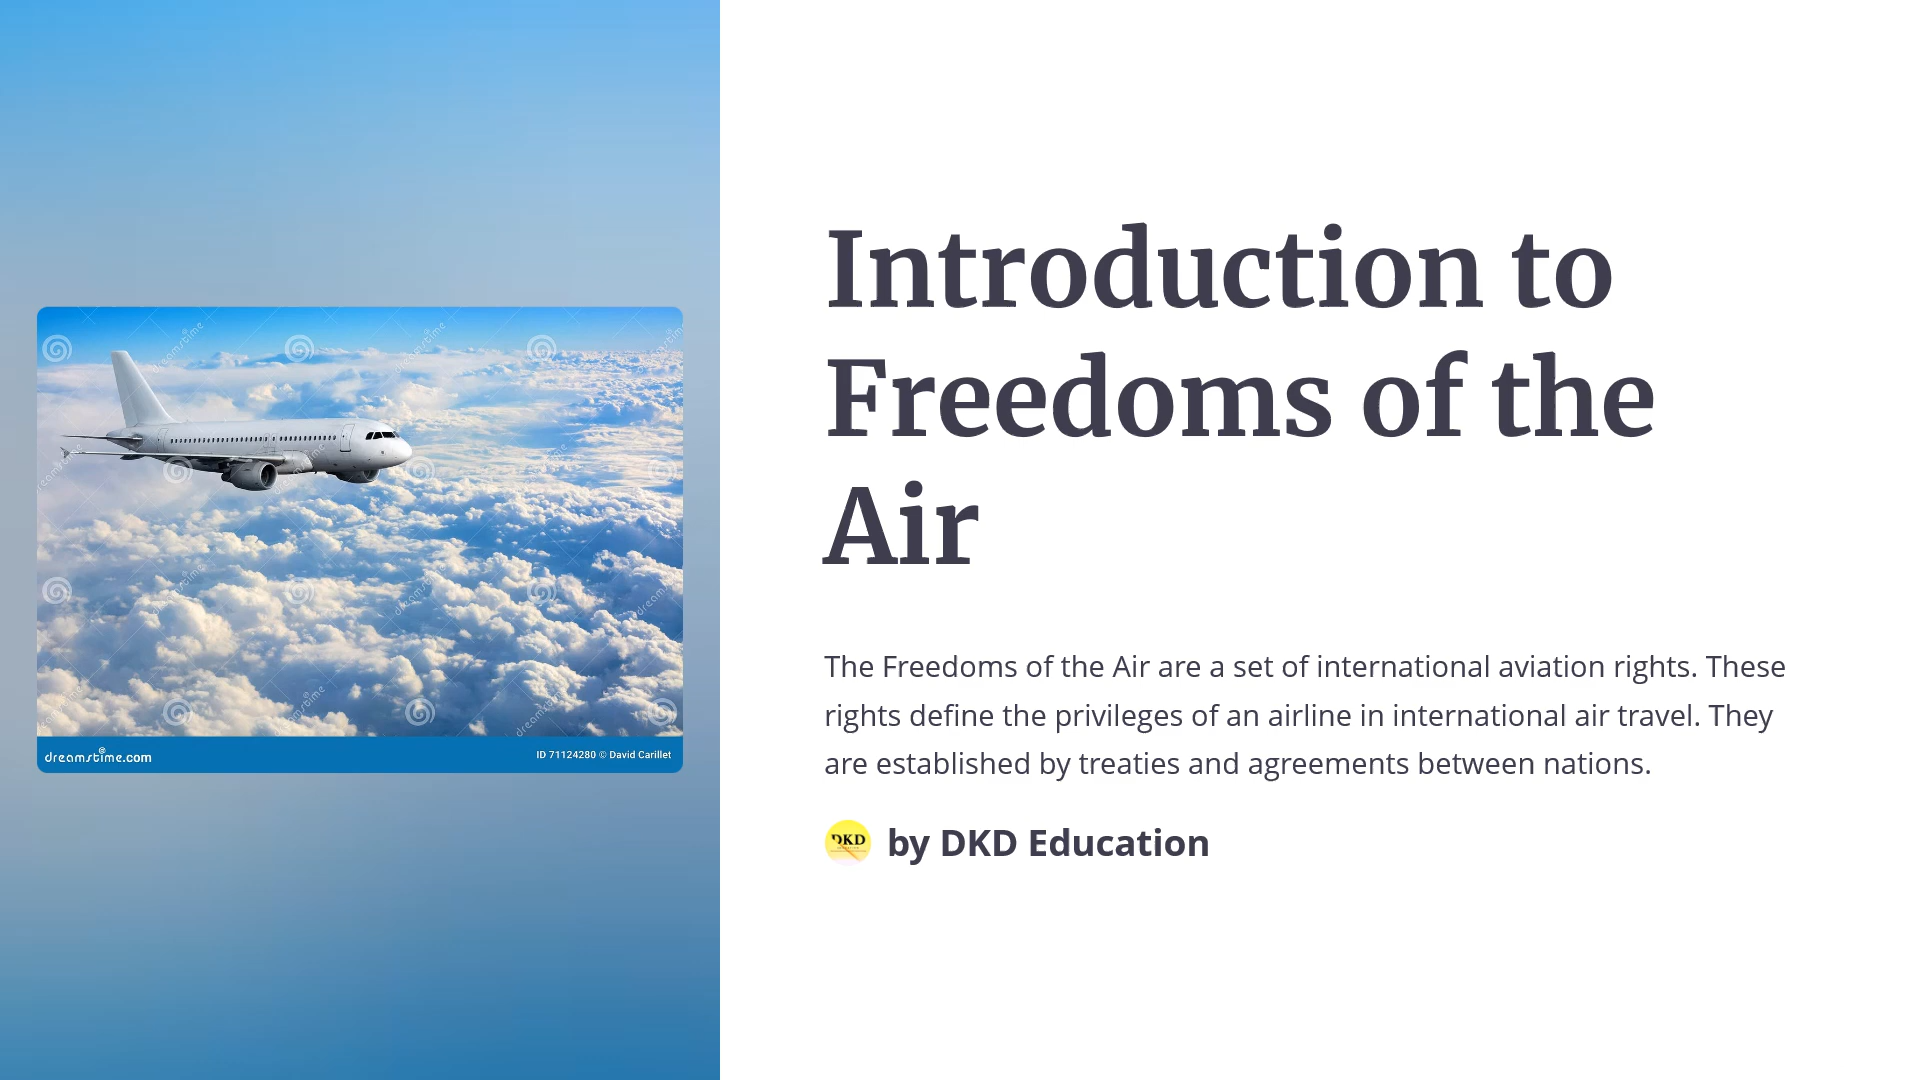 Introduction to
Freedoms of the
Air
The Freedoms of the Air are a set of international aviation rights. These
rights define the privileges of an airline in international air travel. They
are established by treaties and agreements between nations.
DKD
by DKD Education
dreamstime
dreamstime.com
ID 71124280 © David Carillet